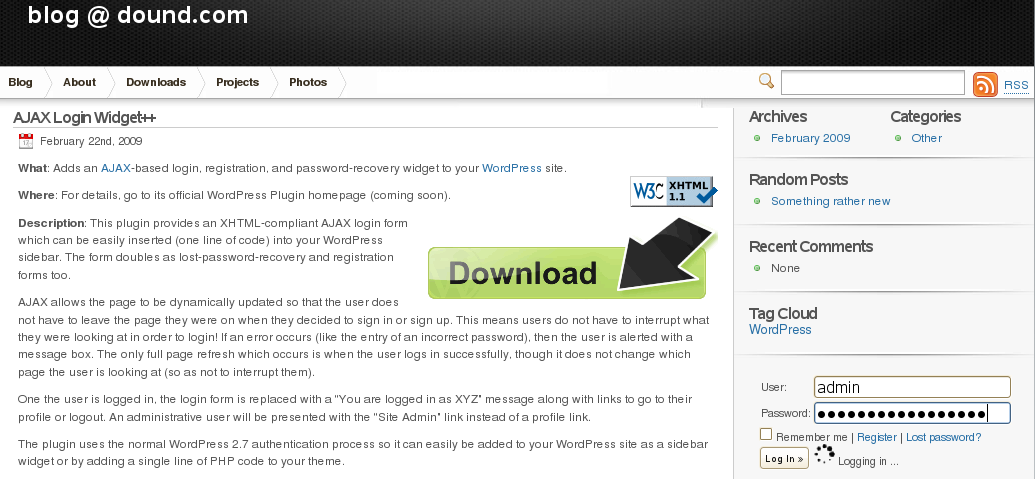 blog @ dound.com
Blog
About
Downloads
Projects
Photos
RSS
AJAX Login Widget++
February 22nd, 2009
What: Adds an AJAX-based login, registration, and password-recovery widget to your WordPress site.
W3C XHTML 1.1
Where: For details, go to its official WordPress Plugin homepage (coming soon).
Description: This plugin provides an XHTML-compliant AJAX login form
which can be easily inserted (one line of code) into your WordPress
sidebar. The form doubles as lost-password-recovery and registration
forms too.
Download
AJAX allows the page to be dynamically updated so that the user does
not have to leave the page they were on when they decided to sign in or sign up. This means users do not have to interrupt what
they were looking at in order to login! If an error occurs (like the entry of an incorrect password), then the user is alerted with a
message box. The only full page refresh which occurs is when the user logs in successfully, though it does not change which
page the user is looking at (so as not to interrupt them).
One the user is logged in, the login form is replaced with a "You are logged in as XYZ" message along with links to go to their
profile or logout. An administrative user will be presented with the "Site Admin" link instead of a profile link.
The plugin uses the normal WordPress 2.7 authentication process so it can easily be added to your WordPress site as a sidebar
widget or by adding a single line of PHP code to your theme.
Archives
February 2009
Categories
Other
Random Posts
Something rather new
Recent Comments
None
Tag Cloud
WordPress
User: admin
Password: ●●●●●●●●●●●●●●●●●
Remember me | Register | Lost password?
Log In » Logging in ...